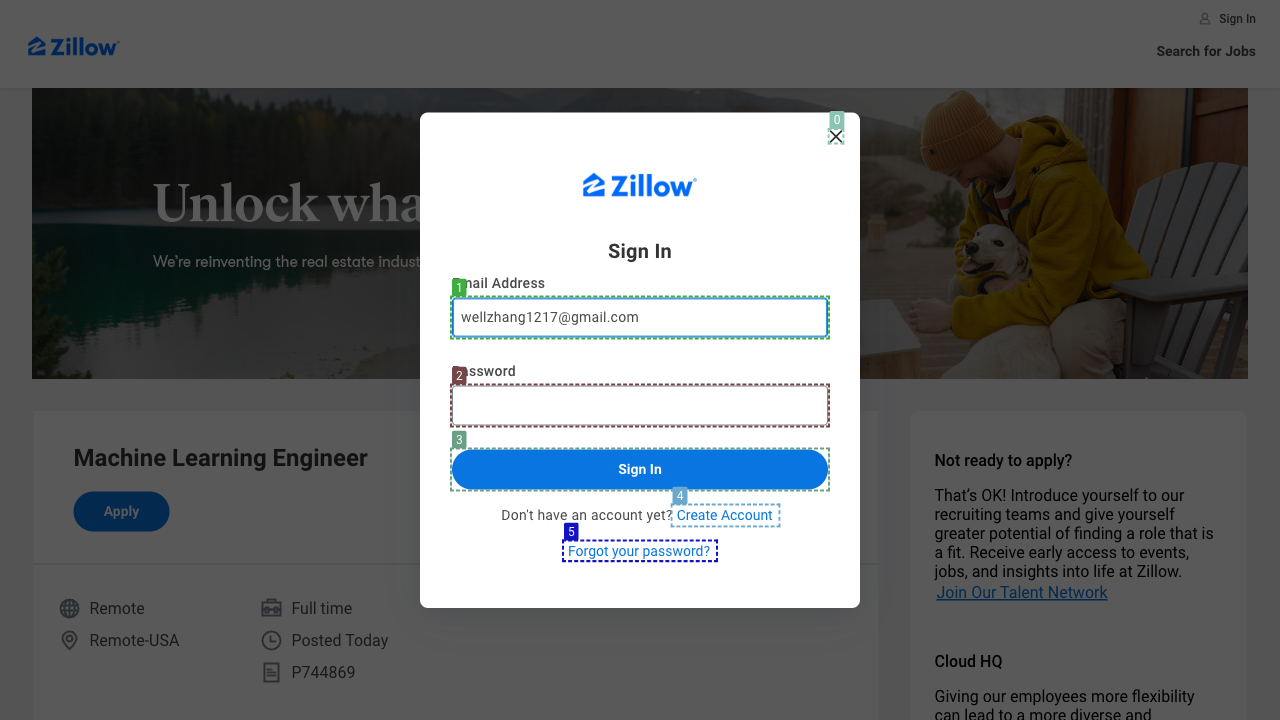 Sign In
Zillow
Search for Jobs
Unlock wha
We're reinventing the real estate indust
0
Zillow
Sign In
mail Address
1
wellzhang1217@gmail.com
2
ssword
3
Sign In
4
Don't have an account yet? Create Account
5
Forgot your password?
Machine Learning Engineer
Apply
Remote
Full time
Remote-USA
Posted Today
P744869
Not ready to apply?
That's OK! Introduce yourself to our
recruiting teams and give yourself
greater potential of finding a role that is
a fit. Receive early access to events,
jobs, and insights into life at Zillow.
Join Our Talent Network
Cloud HQ
Giving our employees more flexibility
can lead to a more diverse and